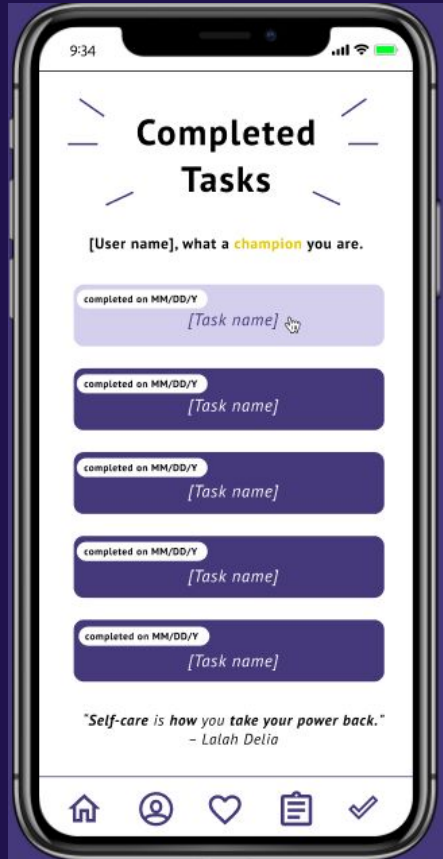 9:34
Completed
Tasks
[User name], what a champion you are.
completed on MM/DD/Y
[Task name]
completed on MM/DD/Y
[Task name]
completed on MM/DD/Y
[Task name]
completed on MM/DD/Y
[Task name]
completed on MM/DD/Y
[Task name]
"Self-care is how you take your power back."
– Lalah Delia